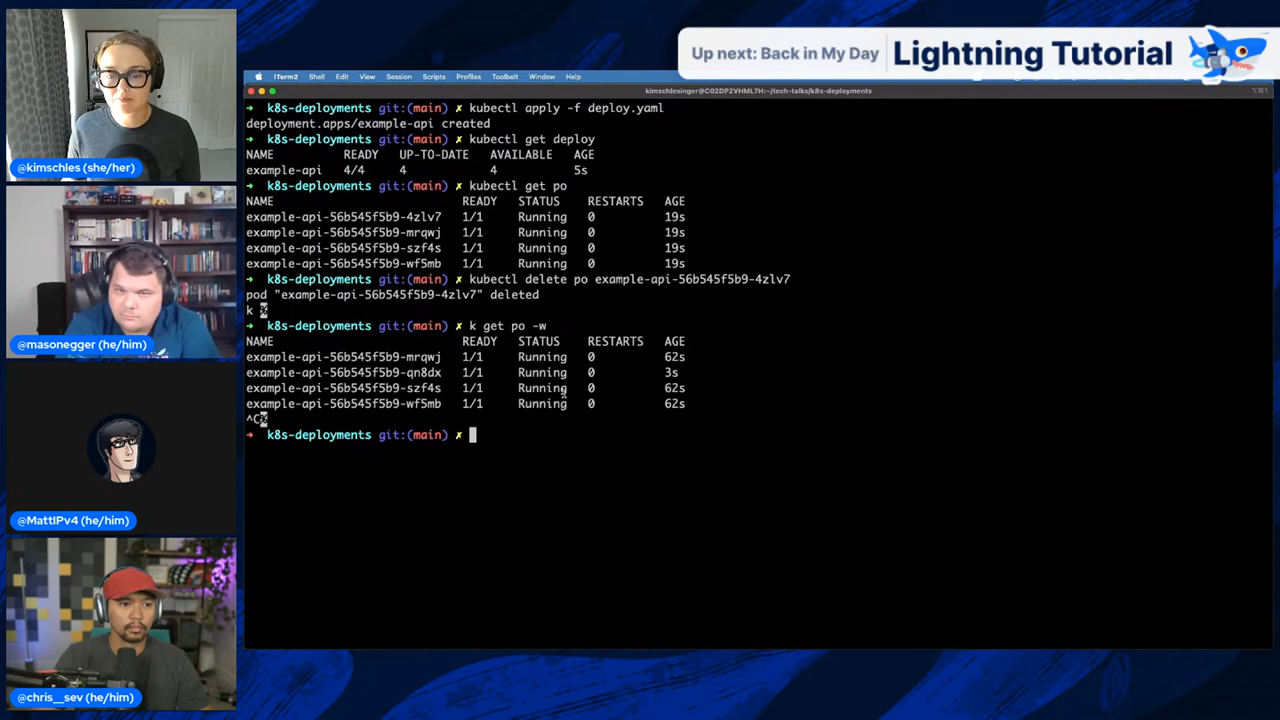 Up next: Back in My Day Lightning Tutorial
@kimschles (she/her)
@masonegger (he/him)
@MattIPv4 (he/him)
@chris__sev (he/him)
iTerm2 Shell Edit View Session Scripts Profiles Toolbelt Window Help
kimschlesinger@C02DP2VHML7H:~/tech-talks/k8s-deployments
⌥⌘1
➜ k8s-deployments git:(main) ✗ kubectl apply -f deploy.yaml
deployment.apps/example-api created
➜ k8s-deployments git:(main) ✗ kubectl get deploy
NAME READY UP-TO-DATE AVAILABLE AGE
example-api 4/4 4 4 5s
➜ k8s-deployments git:(main) ✗ kubectl get po
NAME READY STATUS RESTARTS AGE
example-api-56b545f5b9-4zlv7 1/1 Running 0 19s
example-api-56b545f5b9-mrqwj 1/1 Running 0 19s
example-api-56b545f5b9-szf4s 1/1 Running 0 19s
example-api-56b545f5b9-wf5mb 1/1 Running 0 19s
➜ k8s-deployments git:(main) ✗ kubectl delete po example-api-56b545f5b9-4zlv7
pod "example-api-56b545f5b9-4zlv7" deleted
k %
➜ k8s-deployments git:(main) ✗ k get po -w
NAME READY STATUS RESTARTS AGE
example-api-56b545f5b9-mrqwj 1/1 Running 0 62s
example-api-56b545f5b9-qn8dx 1/1 Running 0 3s
example-api-56b545f5b9-szf4s 1/1 Running 0 62s
example-api-56b545f5b9-wf5mb 1/1 Running 0 62s
^C%
➜ k8s-deployments git:(main) ✗